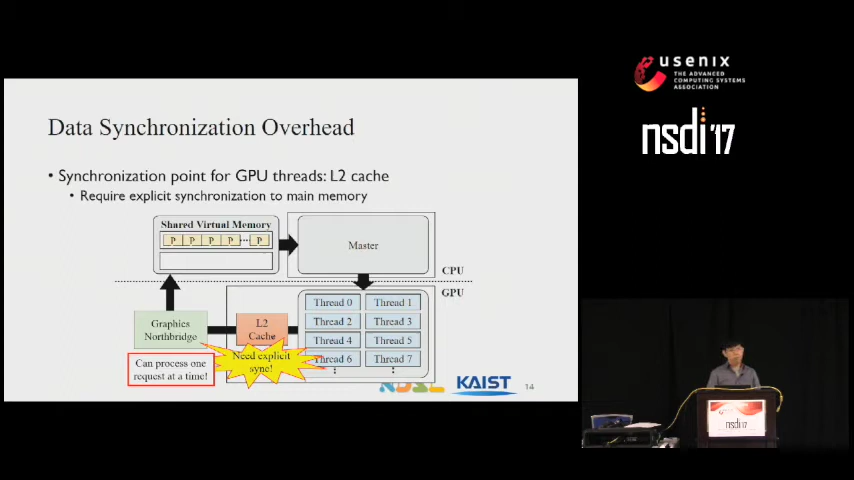 usenix
THE ADVANCED
COMPUTING SYSTEMS
ASSOCIATION
nsdi '17
Data Synchronization Overhead
• Synchronization point for GPU threads: L2 cache
• Require explicit synchronization to main memory
Shared Virtual Memory
P P P P ... P
Master
CPU
GPU
Thread 0 Thread 1
Thread 2 Thread 3
Thread 4 Thread 5
Thread 6 Thread 7
Graphics
Northbridge
L2
Cache
Need explicit
sync!
Can process one
request at a time!
KAIST
14
nsdi '17